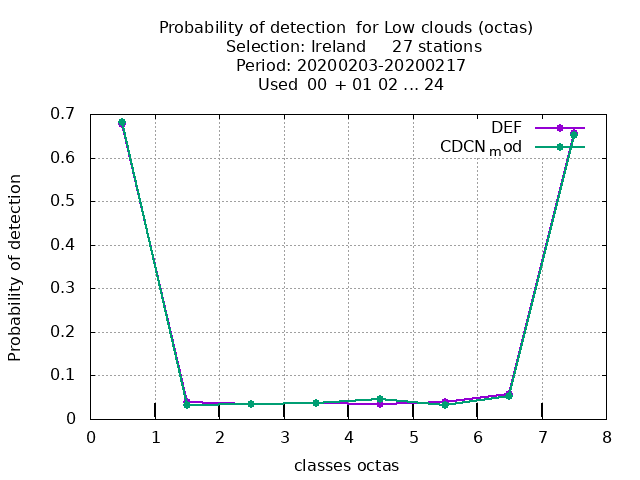 Probability of detection  for Low clouds (octas)
Selection: Ireland     27 stations
Period: 20200203-20200217
Used  00  + 01 02 ... 24
DEF
CDCNmod
0.7
0.6
0.5
0.4
0.3
0.2
0.1
0
Probability of detection
0 1 2 3 4 5 6 7 8
classes octas